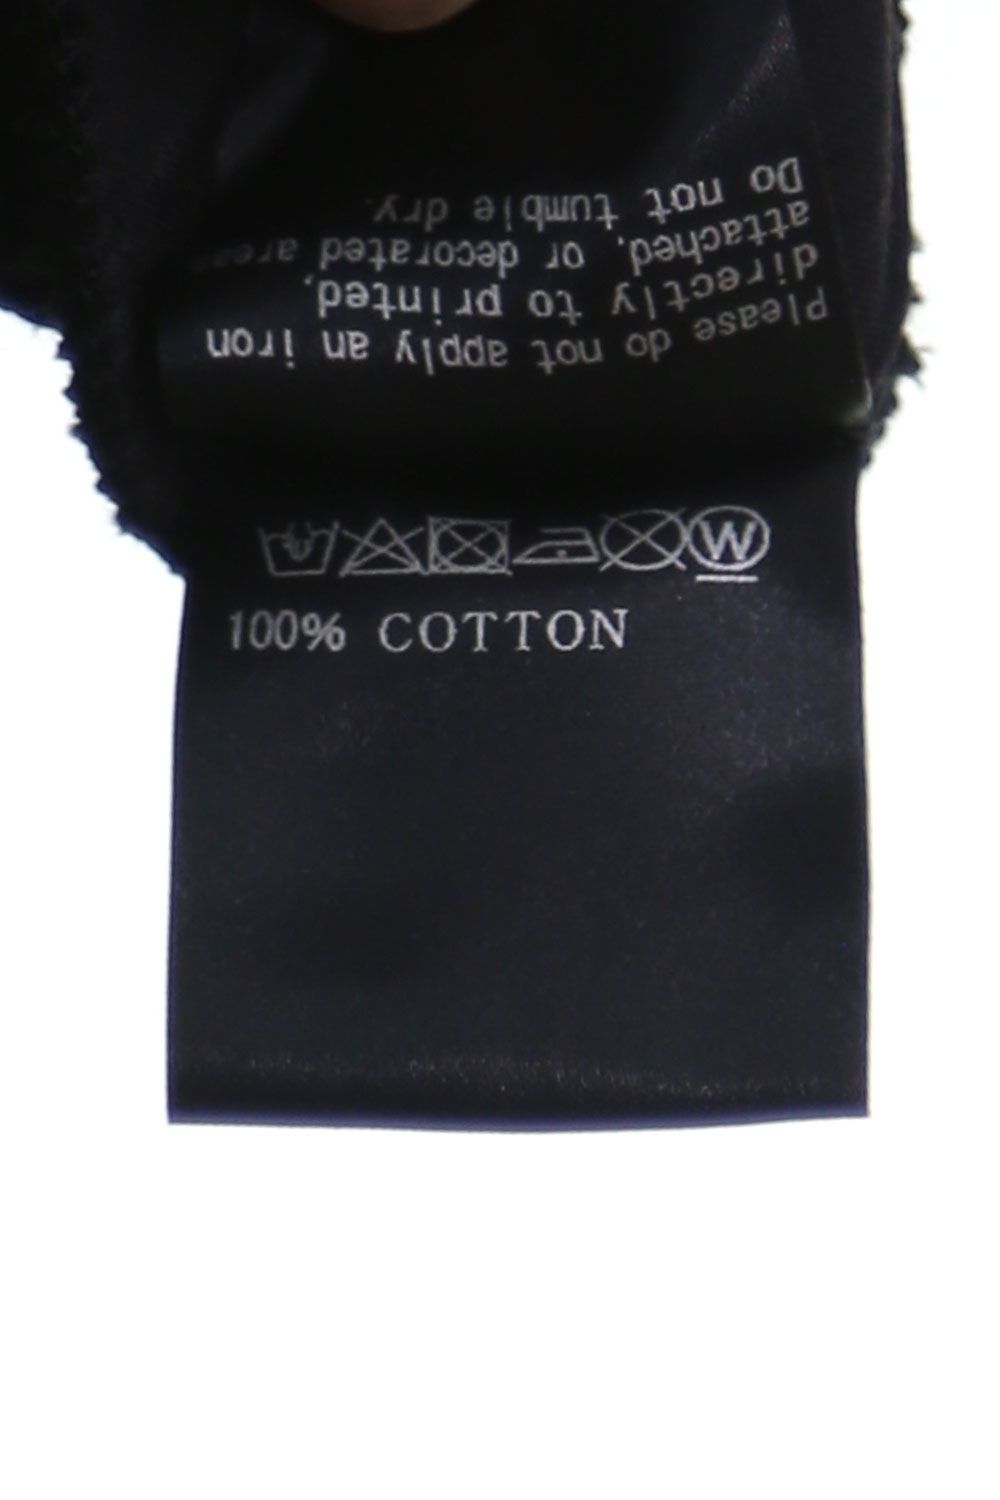 Please do not apply an iron
directly to printed,
attached, or decorated areas
Do not tumble dry.
W
100% COTTON